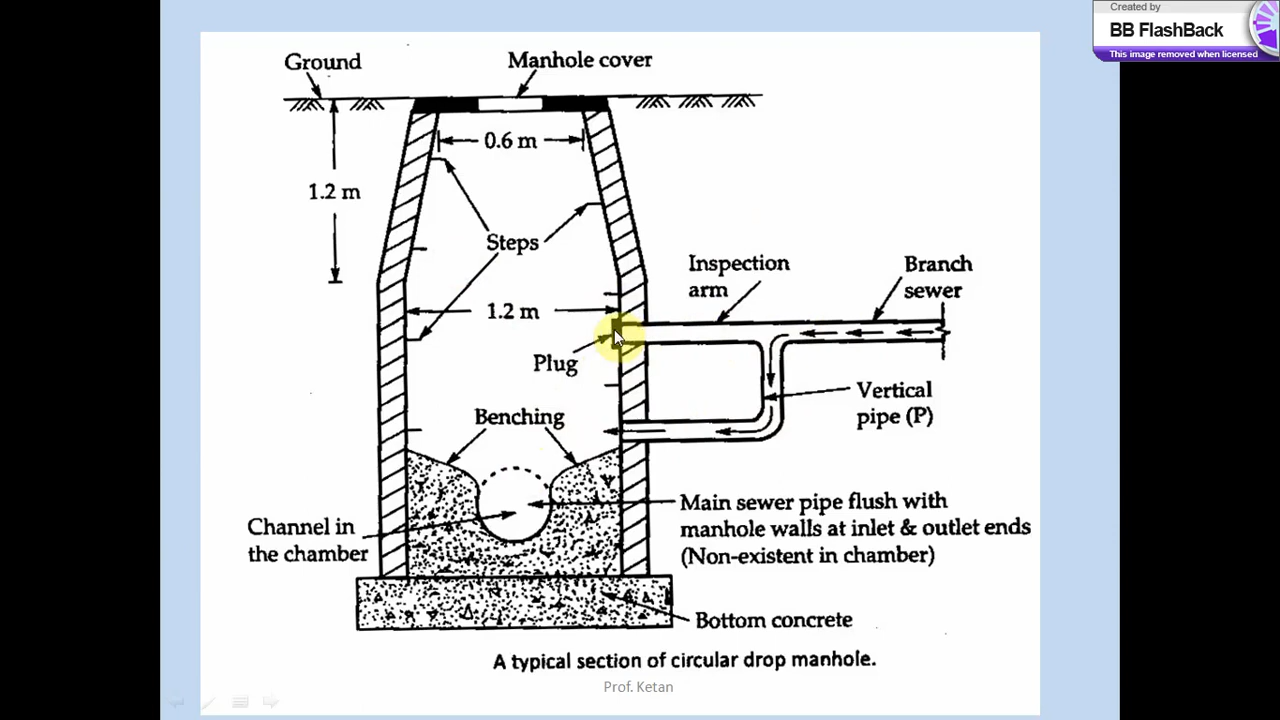 Created by
BB FlashBack
This image removed when licensed
Ground
Manhole cover
0.6 m
1.2 m
Steps
Inspection
arm
Branch
sewer
1.2 m
Plug
Vertical
pipe (P)
Benching
Channel in
the chamber
Main sewer pipe flush with
manhole walls at inlet & outlet ends
(Non-existent in chamber)
Bottom concrete
A typical section of circular drop manhole.
Prof. Ketan